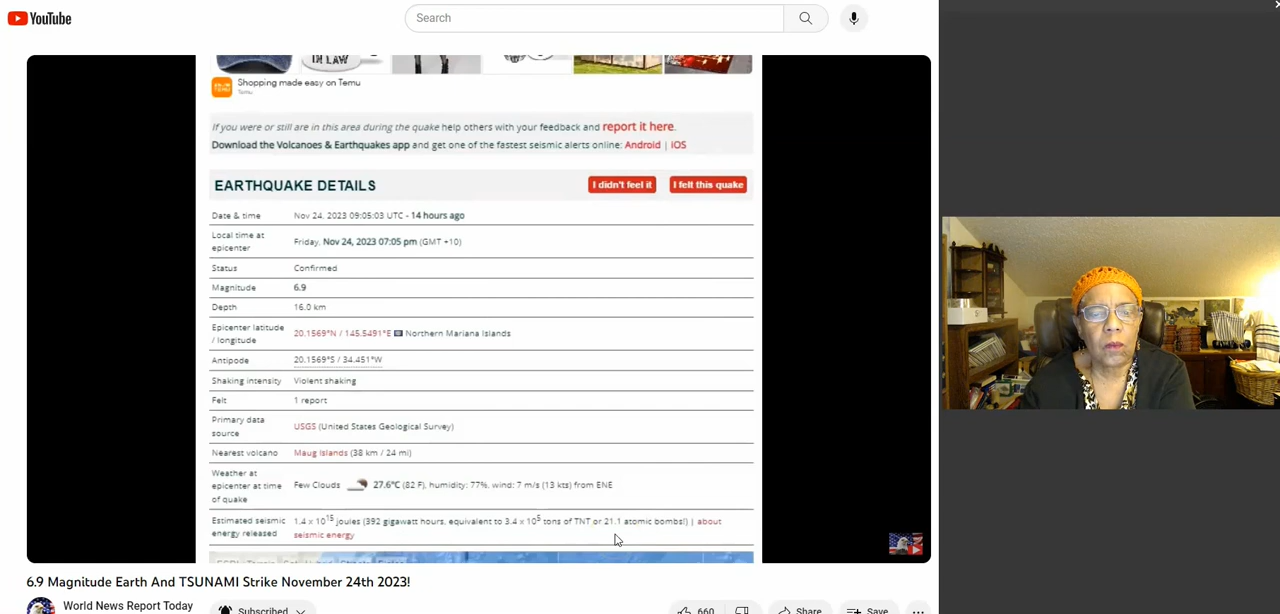 YouTube
Search
IN LAW
Shopping made easy on Temu
Temu
If you were or still are in this area during the quake help others with your feedback and report it here.
Download the Volcanoes & Earthquakes app and get one of the fastest seismic alerts online: Android | iOS
EARTHQUAKE DETAILS
I didn't feel it
I felt this quake
Date & time Nov 24, 2023 09:05:03 UTC - 14 hours ago
Local time at
epicenter
Friday, Nov 24, 2023 07:05 pm (GMT +10)
Status Confirmed
Magnitude 6.9
Depth 16.0 km
Epicenter latitude
/ longitude
20.1569°N / 145.5491°E Northern Mariana Islands
Antipode 20.1569°S / 34.451°W
Shaking intensity Violent shaking
Felt 1 report
Primary data
source
USGS (United States Geological Survey)
Nearest volcano Maug Islands (38 km / 24 mi)
Weather at
epicenter at time
of quake
Few Clouds 27.6°C (82 F), humidity: 77%, wind: 7 m/s (13 kts) from ENE
Estimated seismic
energy released
1.4 x 10¹⁵ joules (392 gigawatt hours, equivalent to 3.4 x 10⁵ tons of TNT or 21.1 atomic bombs!) | about
seismic energy
6.9 Magnitude Earth And TSUNAMI Strike November 24th 2023!
World News Report Today
Subscribed
660
Share
Save